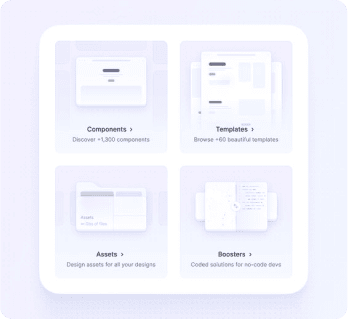 Components >
Discover +1,300 components
Templates >
Browse +60 beautiful templates
Assets
Assets >
Design assets for all your designs
Boosters >
Coded solutions for no-code devs